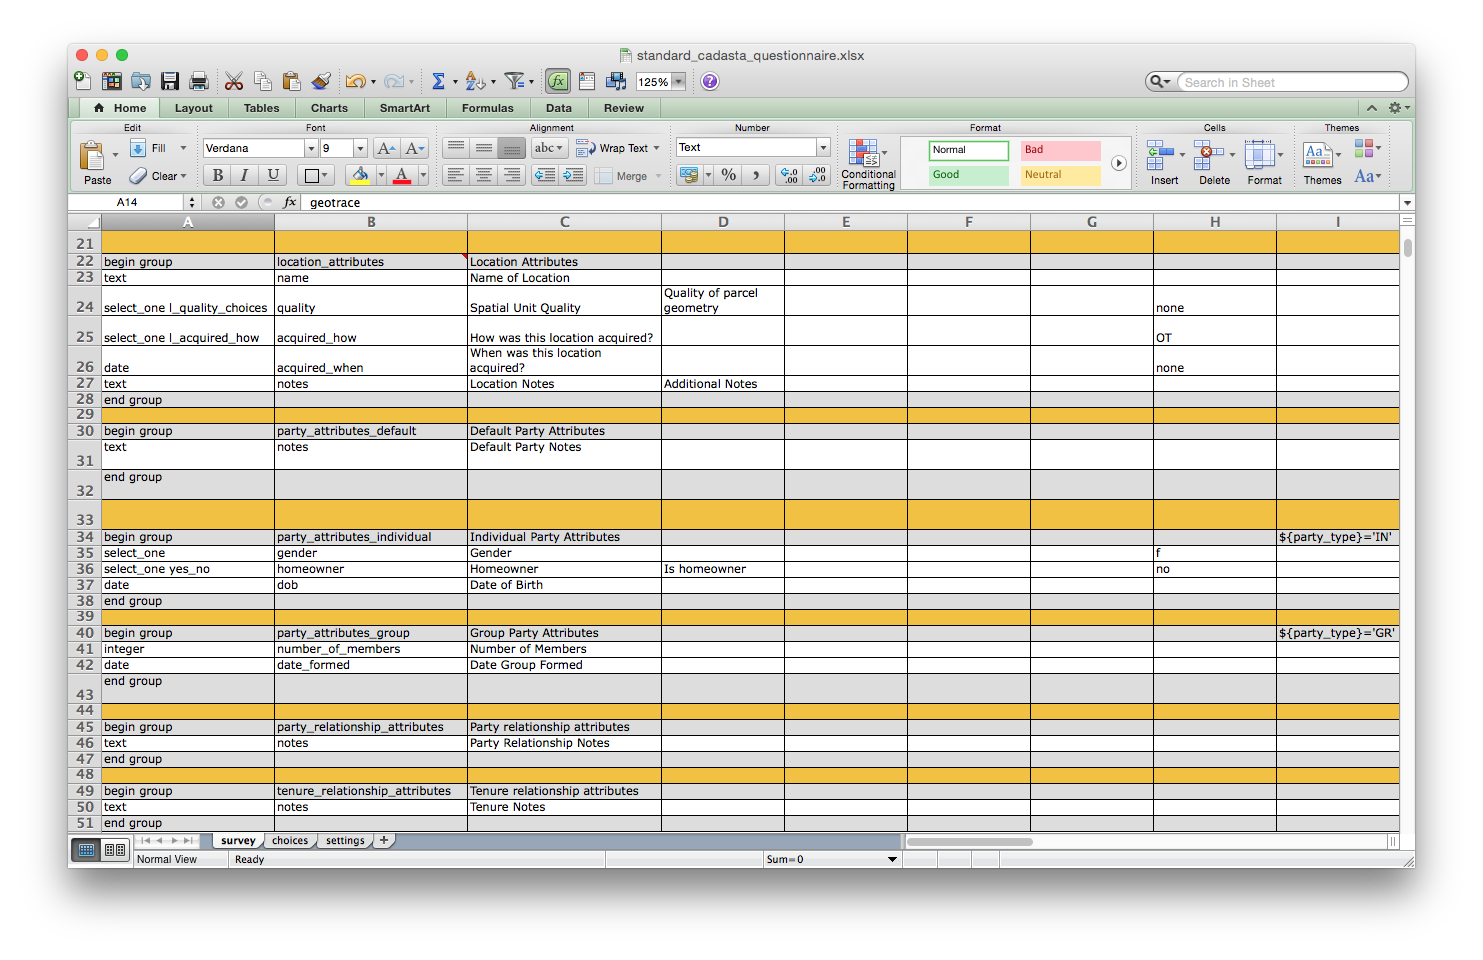 standard_cadasta_questionnaire.xlsx
125%
Search in Sheet
Home Layout Tables Charts SmartArt Formulas Data Review
Edit Font Alignment Number Format Cells Themes
Paste Fill Clear Verdana 9 A A B I U A abc Wrap Text Merge Text % Conditional Formatting Normal Bad Good Neutral Insert Delete Format Themes Aa
A14 fx geotrace
A B C D E F G H I
21
22 begin group location_attributes Location Attributes
23 text name Name of Location
24 select_one l_quality_choices quality Spatial Unit Quality Quality of parcel geometry none
25 select_one l_acquired_how acquired_how How was this location acquired? OT
26 date acquired_when When was this location acquired? none
27 text notes Location Notes Additional Notes
28 end group
29
30 begin group party_attributes_default Default Party Attributes
31 text notes Default Party Notes
32 end group
33
34 begin group party_attributes_individual Individual Party Attributes ${party_type}='IN'
35 select_one gender Gender f
36 select_one yes_no homeowner Homeowner Is homeowner no
37 date dob Date of Birth
38 end group
39
40 begin group party_attributes_group Group Party Attributes ${party_type}='GR'
41 integer number_of_members Number of Members
42 date date_formed Date Group Formed
43 end group
44
45 begin group party_relationship_attributes Party relationship attributes
46 text notes Party Relationship Notes
47 end group
48
49 begin group tenure_relationship_attributes Tenure relationship attributes
50 text notes Tenure Notes
51 end group
survey choices settings +
Normal View Ready Sum=0